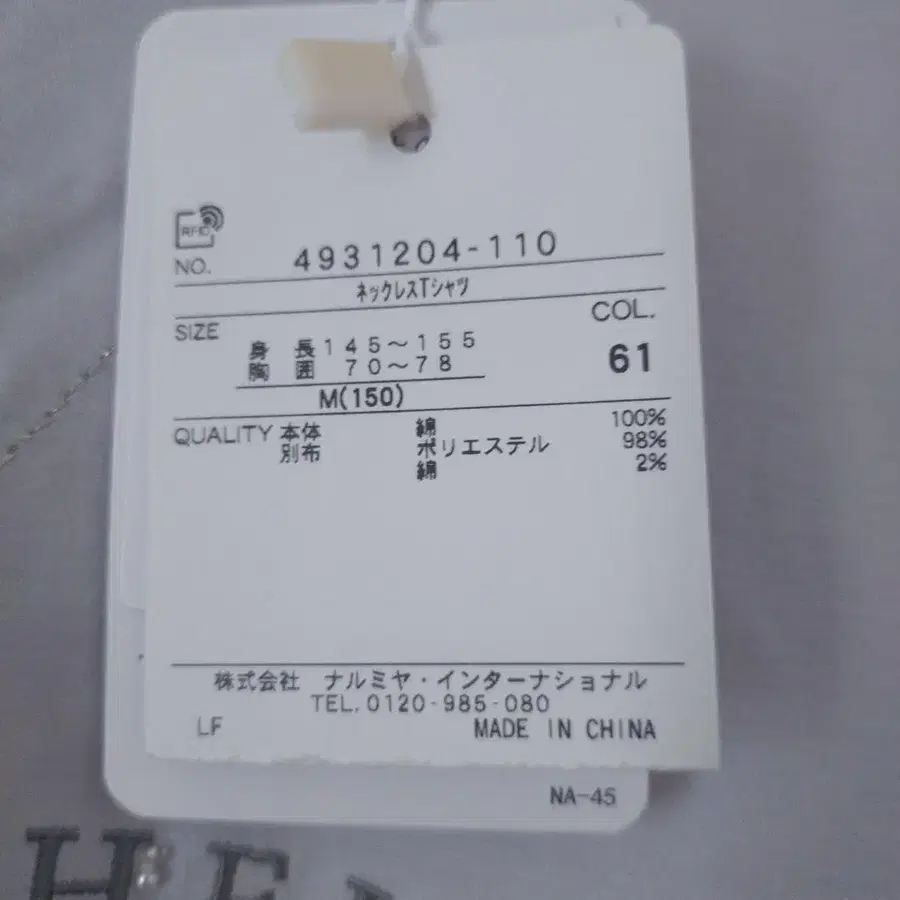 RFID
NO. 4931204-110
ネックレスTシャツ
SIZE COL.
身長 145~155
胸囲 70~78
61
M(150)
QUALITY 本体 綿 100%
別布 ポリエステル 98%
綿 2%
株式会社 ナルミヤ・インターナショナル
TEL.0120-985-080
LF MADE IN CHINA
NA-45